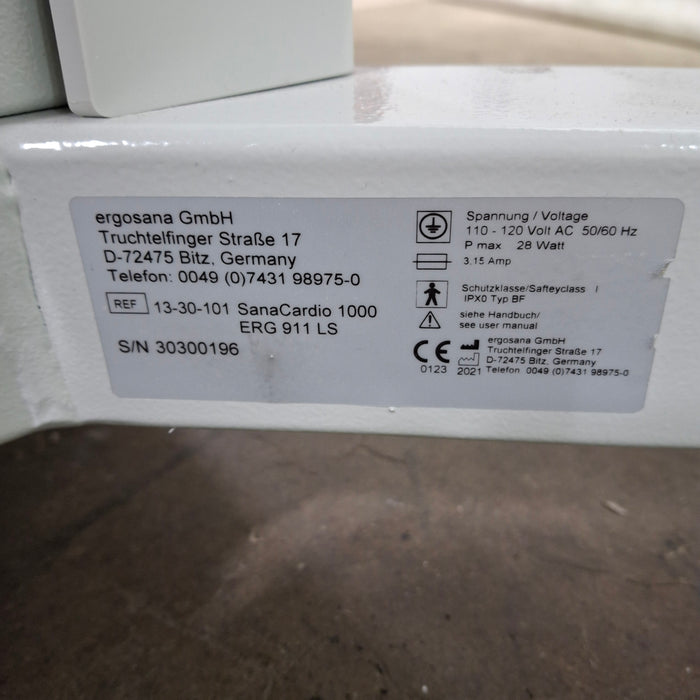 ergosana GmbH
Truchtelfinger Straße 17
D-72475 Bitz, Germany
Telefon: 0049 (0)7431 98975-0
REF 13-30-101 SanaCardio 1000
ERG 911 LS
S/N 30300196
Spannung / Voltage
110 - 120 Volt AC 50/60 Hz
P max 28 Watt
3.15 Amp
Schutzklasse/Safteyclass I
IPX0 Typ BF
siehe Handbuch/
see user manual
CE 0123
2021
ergosana GmbH
Truchtelfinger Straße 17
D-72475 Bitz, Germany
Telefon 0049 (0)7431 98975-0